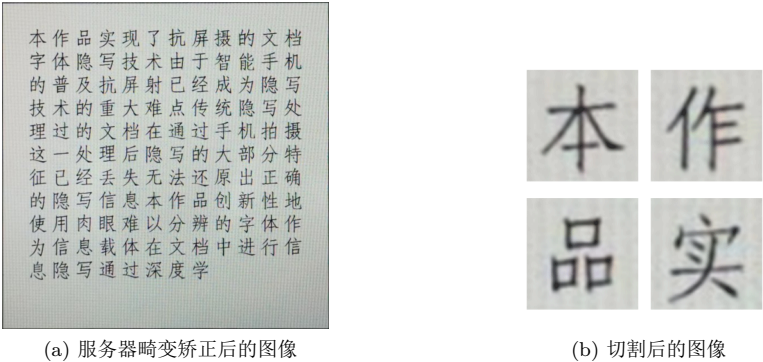 本作品实现了抗屏摄的文档
字体隐写技术由于智能手机
的普及抗屏射已经成为隐写
技术的重大难点传统隐写处
理过的文档在通过手机拍摄
这一处理后隐写的大部分特
征已经丢失无法还原出正确
的隐写信息本作品创新性地
使用肉眼难以分辨的字体作
为信息载体在文档中进行信
息隐写通过深度学
(a) 服务器畸变矫正后的图像
本作
品实
(b) 切割后的图像